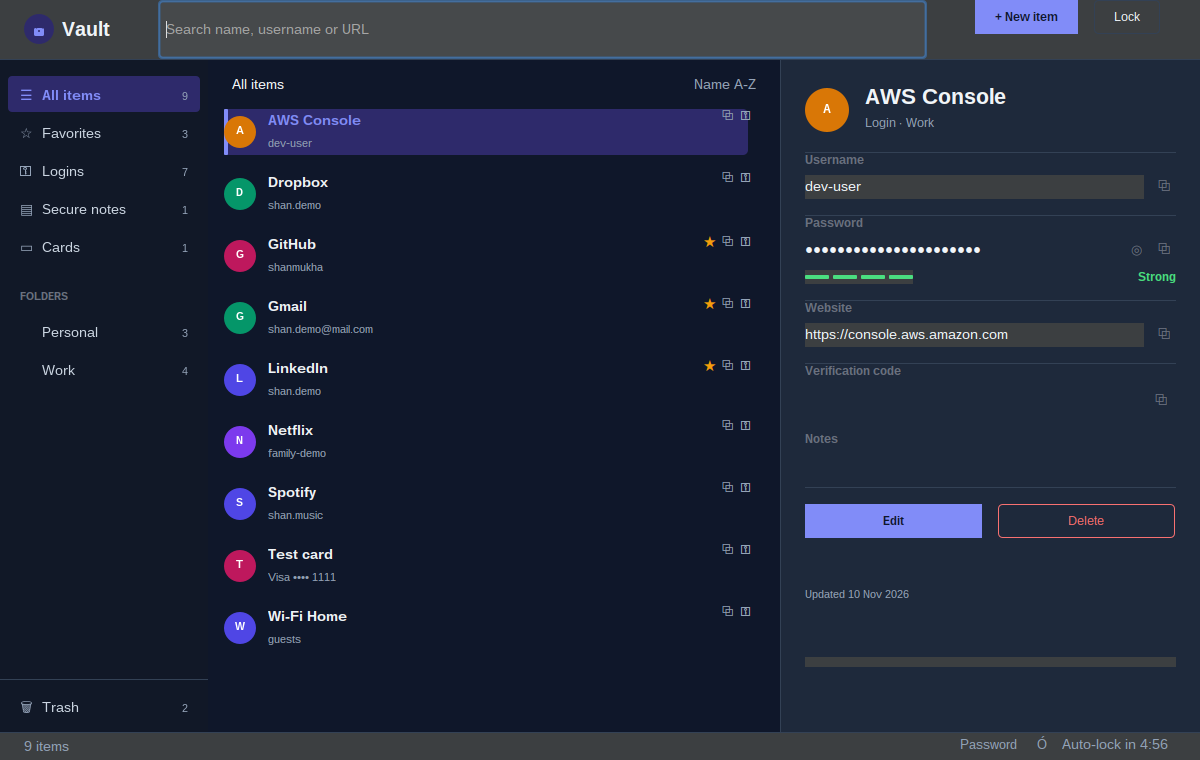 Vault
Search name, username or URL
+ New item
Lock
All items 9
Favorites 3
Logins 7
Secure notes 1
Cards 1
FOLDERS
Personal 3
Work 4
Trash 2
All items
Name A-Z
A
AWS Console
dev-user
D
Dropbox
shan.demo
G
GitHub
shanmukha
G
Gmail
shan.demo@mail.com
L
LinkedIn
shan.demo
N
Netflix
family-demo
S
Spotify
shan.music
T
Test card
Visa •••• 1111
W
Wi-Fi Home
guests
A
AWS Console
Login · Work
Username
dev-user
Password
●●●●●●●●●●●●●●●●●●●●●●
Strong
Website
https://console.aws.amazon.com
Verification code
Notes
Edit
Delete
Updated 10 Nov 2026
9 items
Password Ó Auto-lock in 4:56